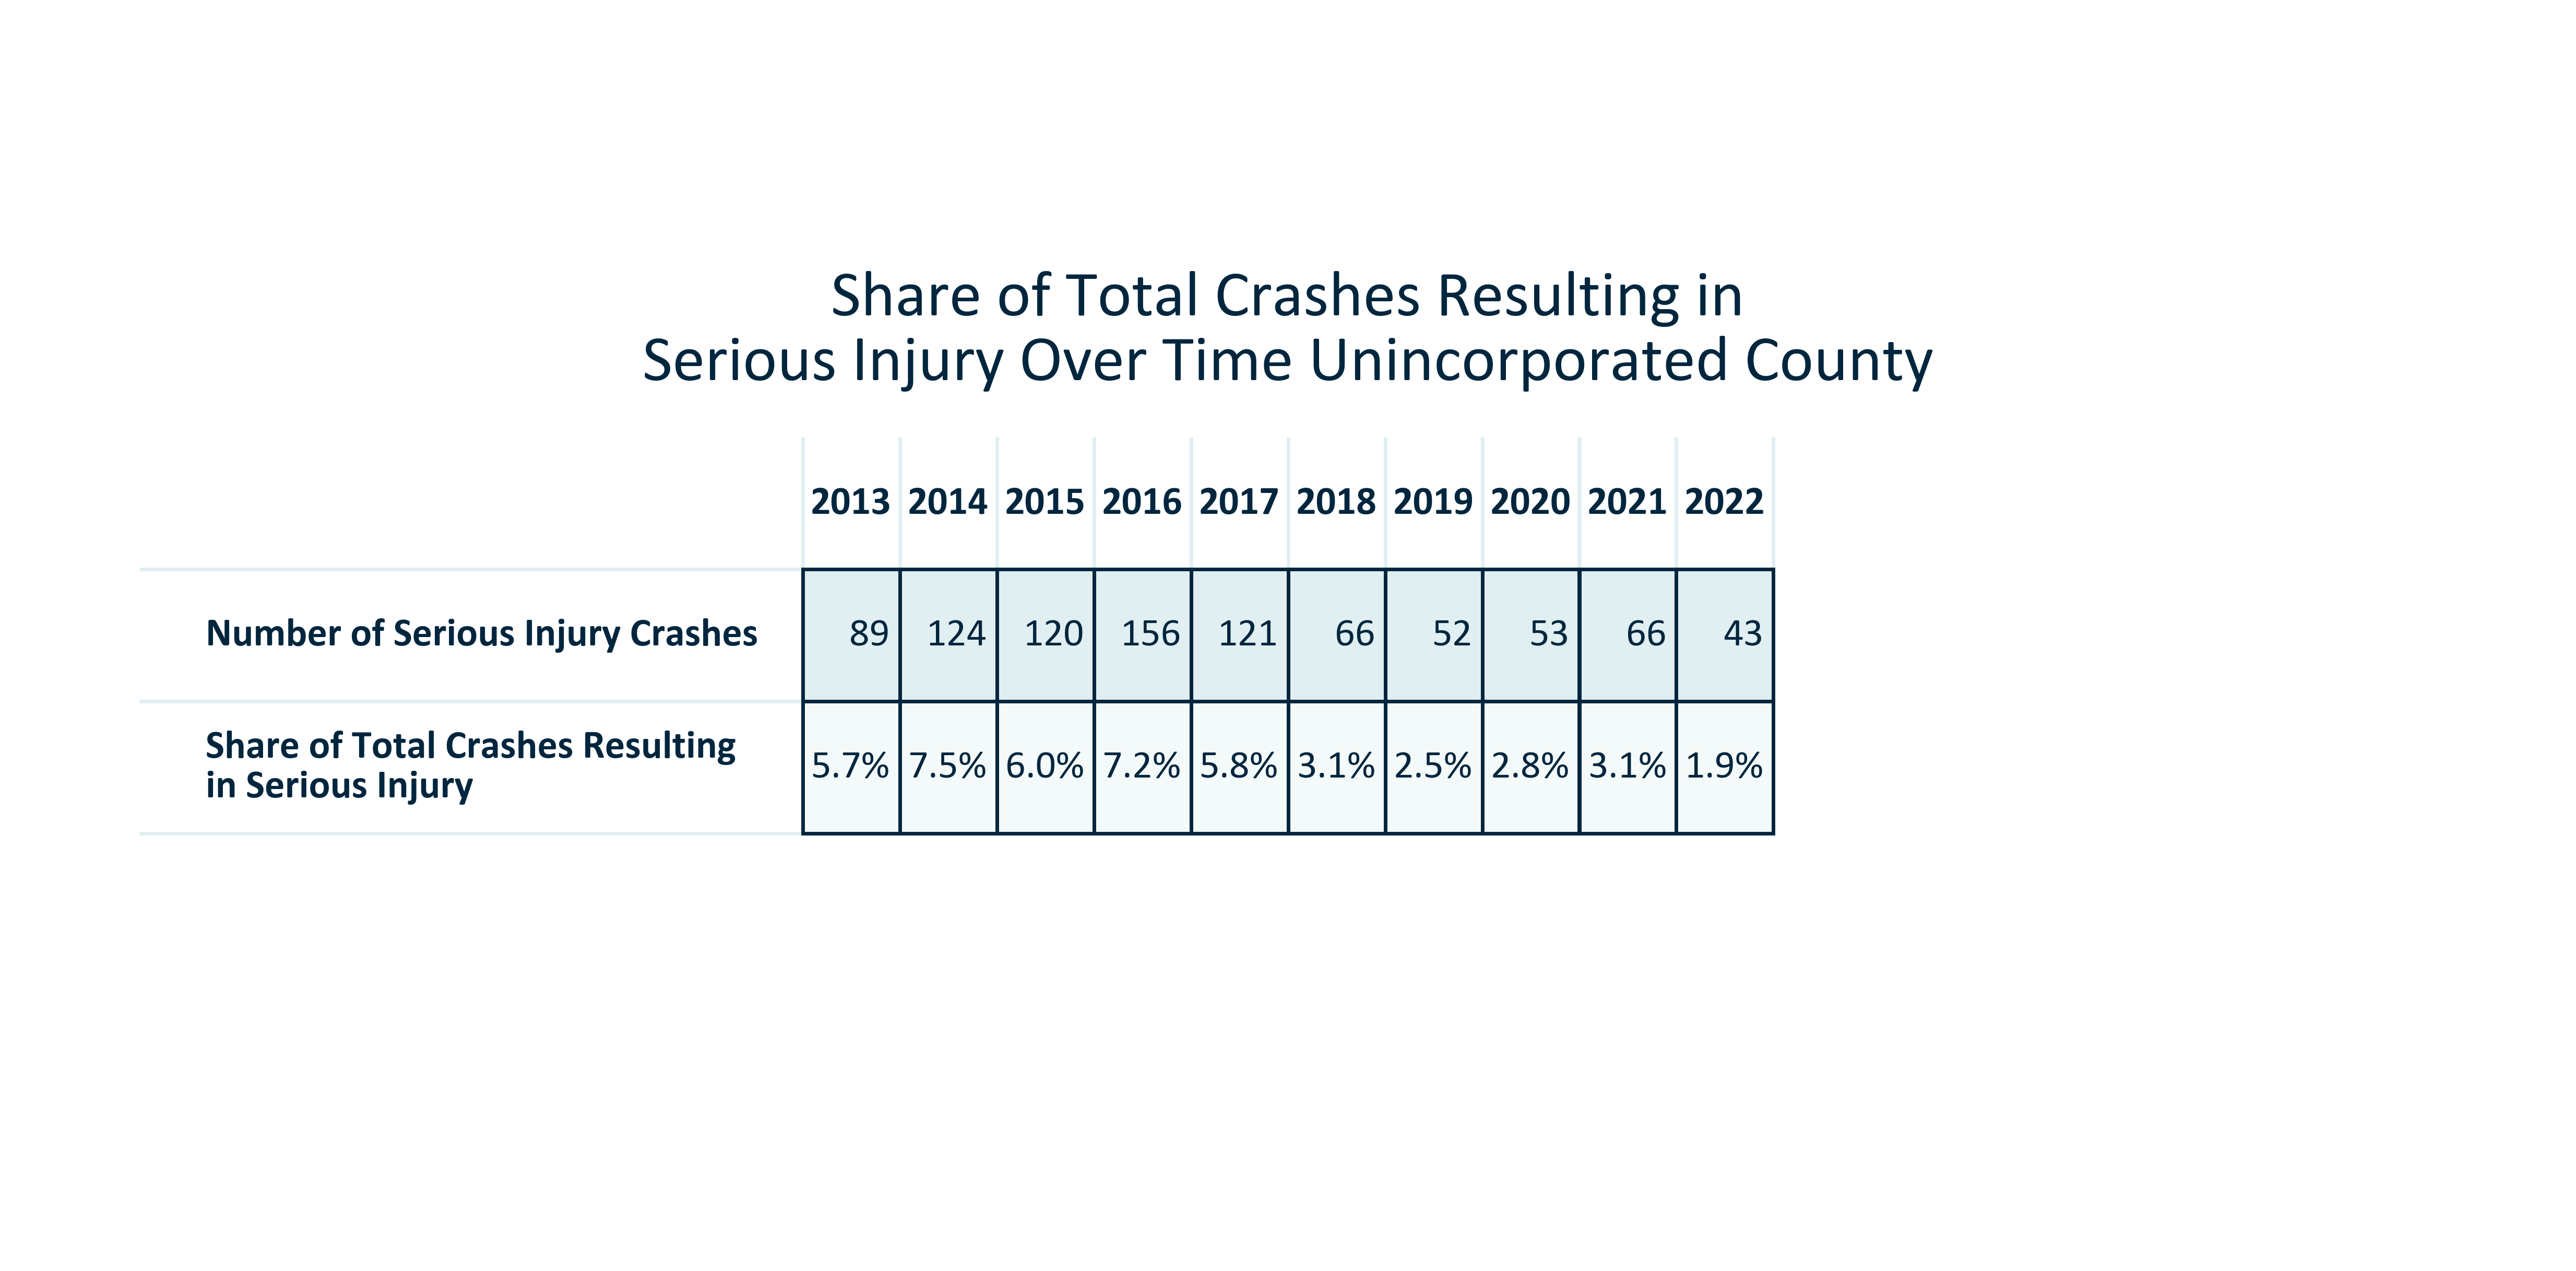 Share of Total Crashes Resulting in
Serious Injury Over Time Unincorporated County
2013 2014 2015 2016 2017 2018 2019 2020 2021 2022
Number of Serious Injury Crashes 89 124 120 156 121 66 52 53 66 43
Share of Total Crashes Resulting
in Serious Injury 5.7% 7.5% 6.0% 7.2% 5.8% 3.1% 2.5% 2.8% 3.1% 1.9%